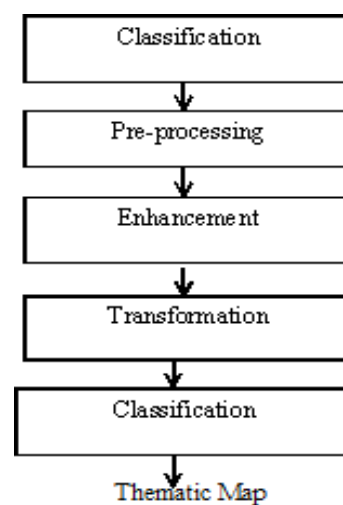 Classification
Pre-processing
Enhancement
Transformation
Classification
Thematic Map